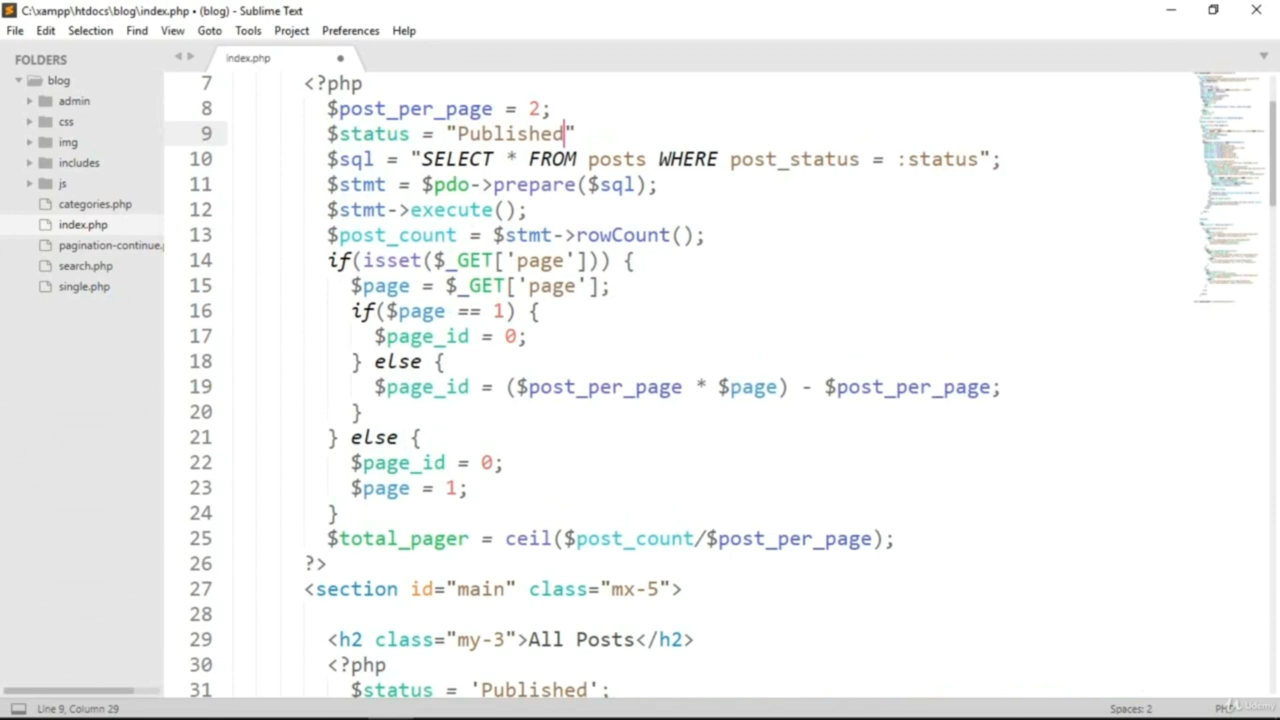 C:\xampp\htdocs\blog\index.php • (blog) - Sublime Text
File Edit Selection Find View Goto Tools Project Preferences Help
FOLDERS
blog
admin
css
img
includes
js
categories.php
index.php
pagination-continue.p
search.php
single.php
index.php
7 <?php
8 $post_per_page = 2;
9 $status = "Published"
10 $sql = "SELECT * FROM posts WHERE post_status = :status";
11 $stmt = $pdo->prepare($sql);
12 $stmt->execute();
13 $post_count = $stmt->rowCount();
14 if(isset($_GET['page'])) {
15 $page = $_GET['page'];
16 if($page == 1) {
17 $page_id = 0;
18 } else {
19 $page_id = ($post_per_page * $page) - $post_per_page;
20 }
21 } else {
22 $page_id = 0;
23 $page = 1;
24 }
25 $total_pager = ceil($post_count/$post_per_page);
26 ?>
27 <section id="main" class="mx-5">
28
29 <h2 class="my-3">All Posts</h2>
30 <?php
31 $status = 'Published';
Line 9, Column 29
Spaces: 2
PH
Udemy